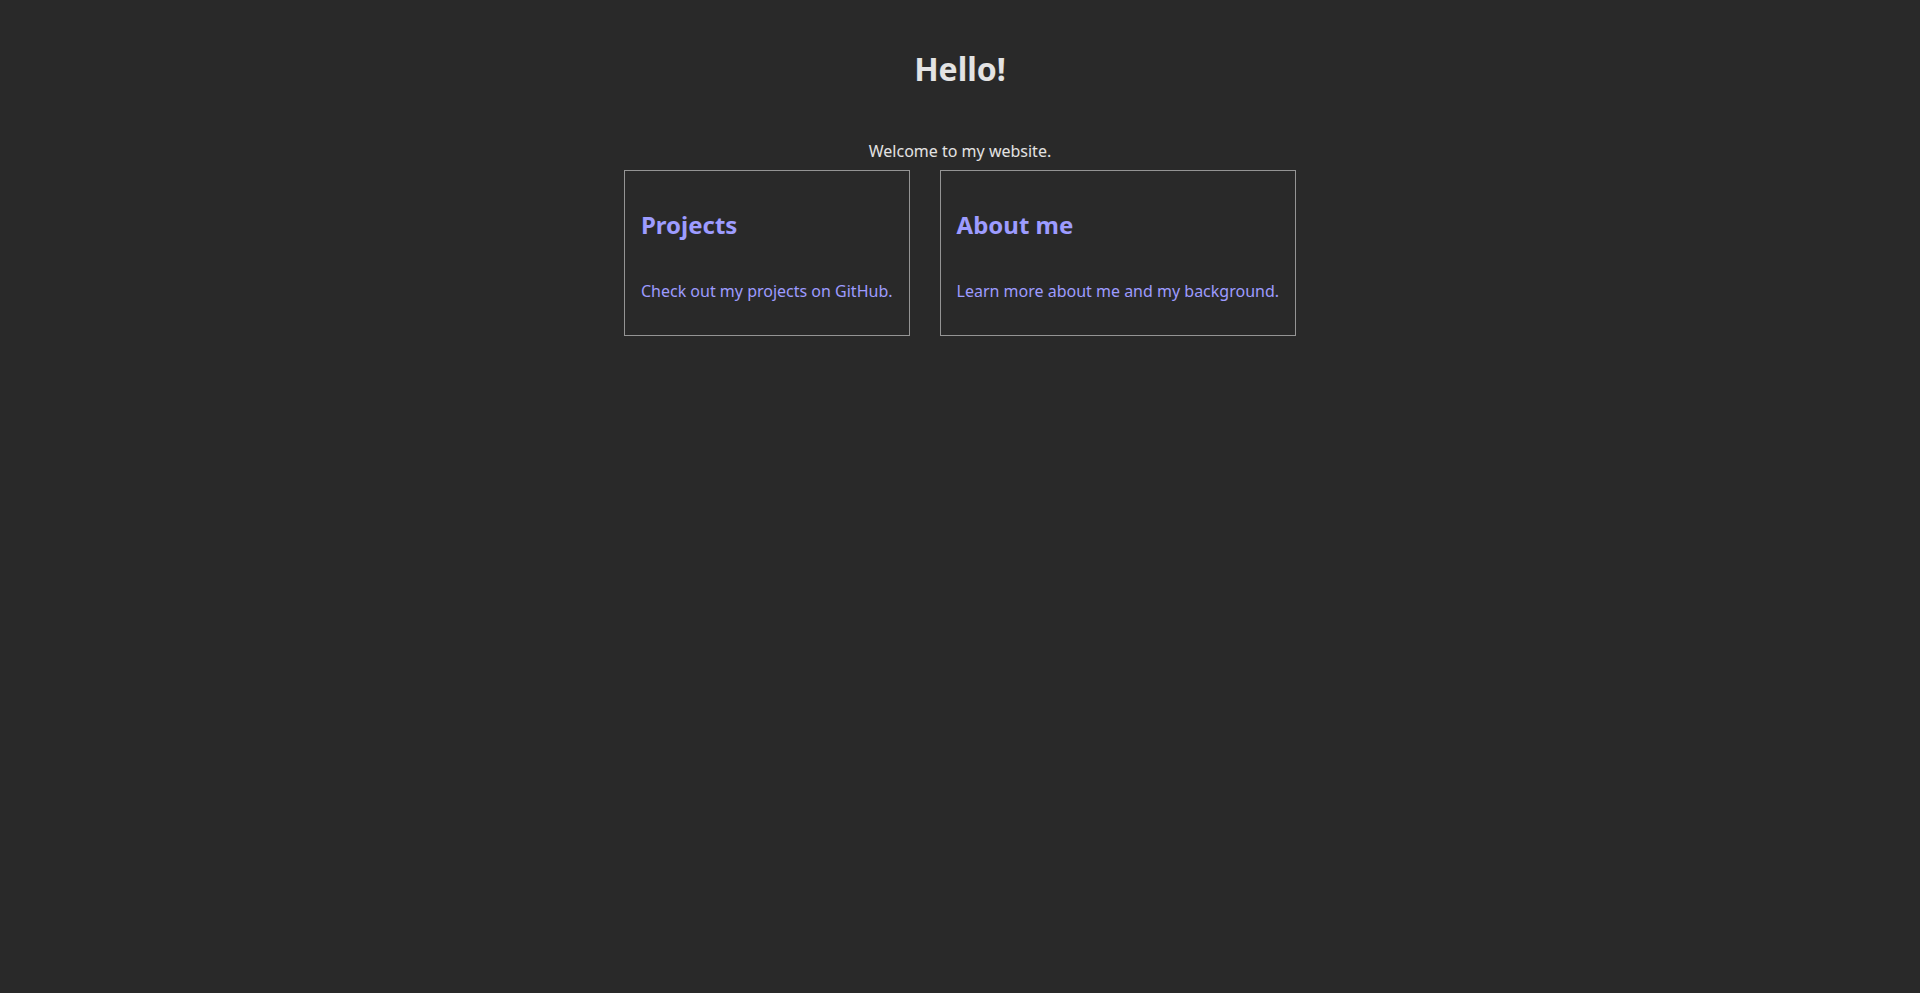 Hello!
Welcome to my website.
Projects
Check out my projects on GitHub.
About me
Learn more about me and my background.